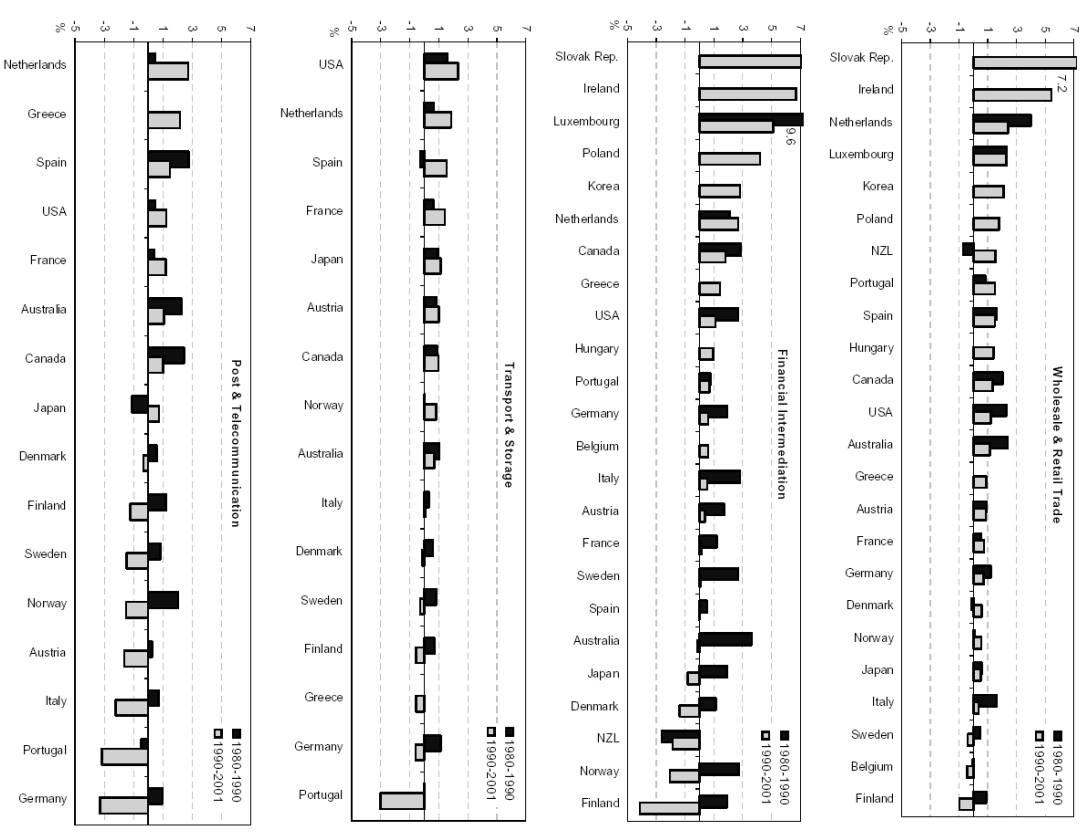 % -5 -3 -1 1 3 5 7
Netherlands
Greece
Spain
USA
France
Australia
Canada
Japan
Denmark
Finland
Sweden
Norway
Austria
Italy
Portugal
Germany
Post & Telecommunication
1980-1990
1990-2001
% -5 -3 -1 1 3 5 7
USA
Netherlands
Spain
France
Japan
Austria
Canada
Norway
Australia
Italy
Denmark
Sweden
Finland
Greece
Germany
Portugal
Transport & Storage
1980-1990
1990-2001
% -5 -3 -1 1 3 5 7
Slovak Rep.
Ireland
Luxembourg
9.6
Poland
Korea
Netherlands
Canada
Greece
USA
Hungary
Portugal
Germany
Belgium
Italy
Austria
France
Sweden
Spain
Australia
Japan
Denmark
NZL
Norway
Finland
Financial Intermediation
1980-1990
1990-2001
% -5 -3 -1 1 3 5 7
Slovak Rep.
7.2
Ireland
Netherlands
Luxembourg
Korea
Poland
NZL
Portugal
Spain
Hungary
Canada
USA
Australia
Greece
Austria
France
Germany
Denmark
Norway
Japan
Italy
Sweden
Belgium
Finland
Wholesale & Retail Trade
1980-1990
1990-2001